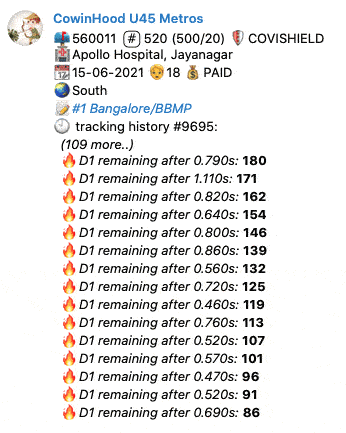 CowinHood U45 Metros
📫560011 #️⃣ 520 (500/20) 🛡️ COVISHIELD
🏥Apollo Hospital, Jayanagar
📆15-06-2021 🧑18 💰 PAID
🌏South
📝#1 Bangalore/BBMP
🕘 tracking history #9695:
(109 more..)
🔥 D1 remaining after 0.790s: 180
🔥 D1 remaining after 1.110s: 171
🔥 D1 remaining after 0.820s: 162
🔥 D1 remaining after 0.640s: 154
🔥 D1 remaining after 0.800s: 146
🔥 D1 remaining after 0.860s: 139
🔥 D1 remaining after 0.560s: 132
🔥 D1 remaining after 0.720s: 125
🔥 D1 remaining after 0.460s: 119
🔥 D1 remaining after 0.760s: 113
🔥 D1 remaining after 0.520s: 107
🔥 D1 remaining after 0.570s: 101
🔥 D1 remaining after 0.470s: 96
🔥 D1 remaining after 0.520s: 91
🔥 D1 remaining after 0.690s: 86